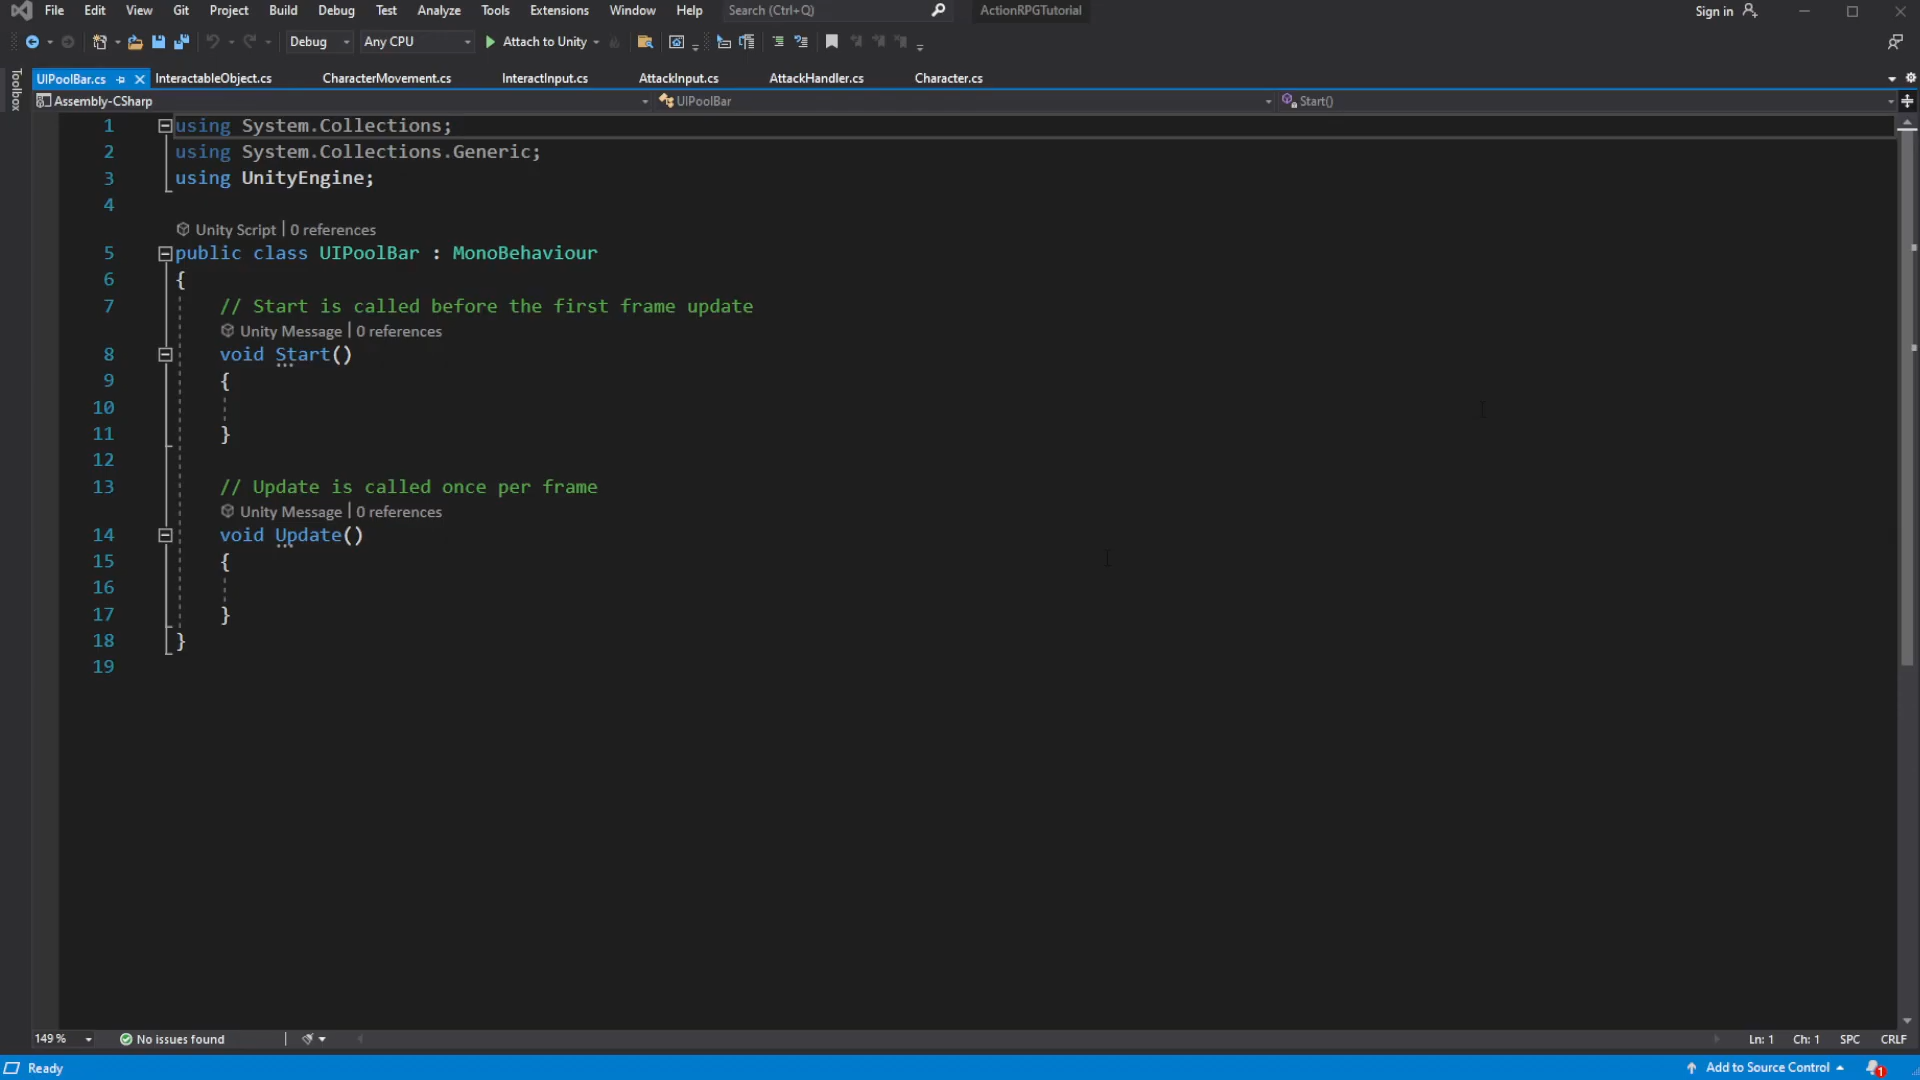 File Edit View Git Project Build Debug Test Analyze Tools Extensions Window Help Search (Ctrl+Q) ActionRPGTutorial Sign in
Debug Any CPU Attach to Unity
UIPoolBar.cs InteractableObject.cs CharacterMovement.cs InteractInput.cs AttackInput.cs AttackHandler.cs Character.cs
Toolbox
Assembly-CSharp UIPoolBar Start()
1 using System.Collections;
2 using System.Collections.Generic;
3 using UnityEngine;
4
Unity Script | 0 references
5 public class UIPoolBar : MonoBehaviour
6 {
7 // Start is called before the first frame update
Unity Message | 0 references
8 void Start()
9 {
10
11 }
12
13 // Update is called once per frame
Unity Message | 0 references
14 void Update()
15 {
16
17 }
18 }
19
149 % No issues found Ln: 1 Ch: 1 SPC CRLF
Ready Add to Source Control 1